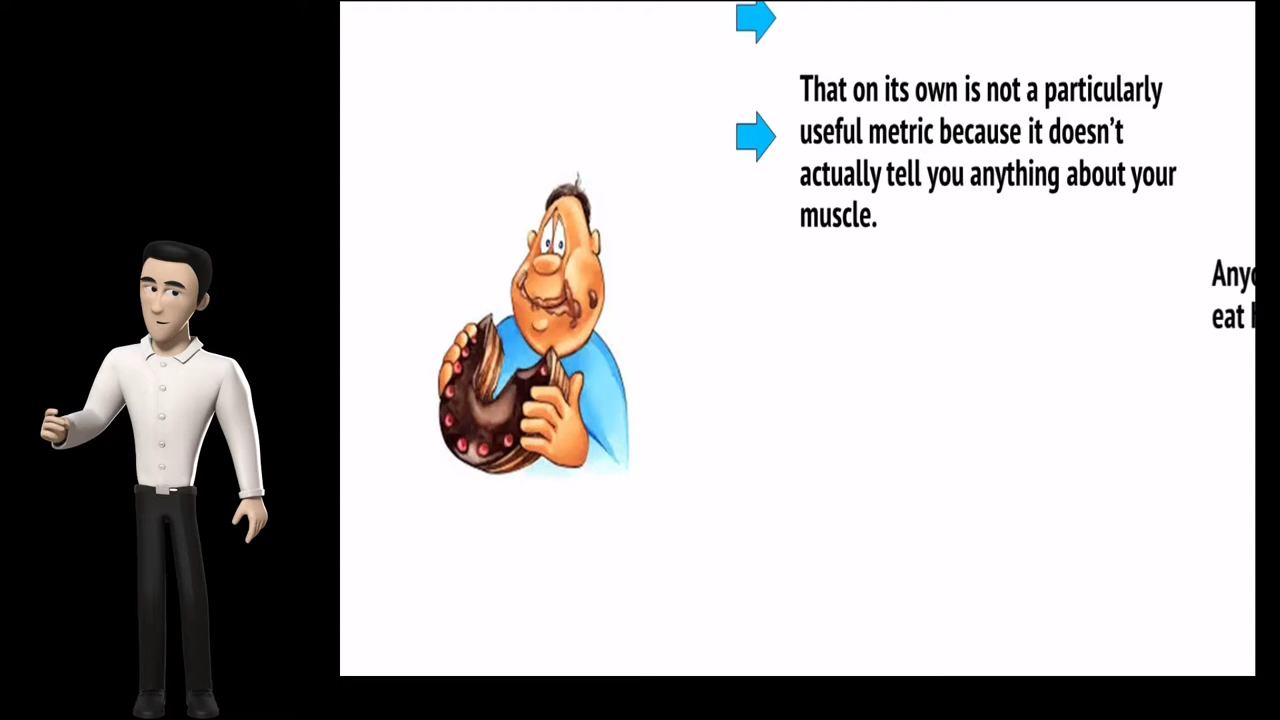 That on its own is not a particularly
useful metric because it doesn’t
actually tell you anything about your
muscle.
eat